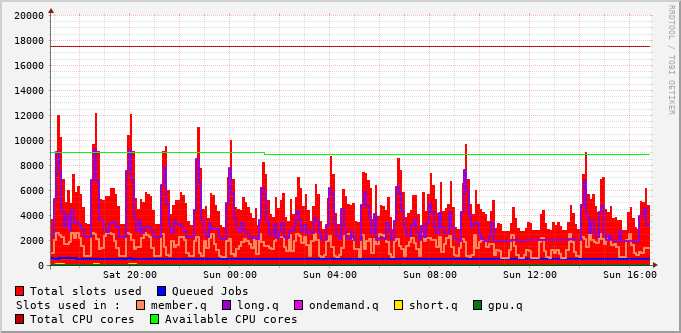 RRDTOOL / TOBI OETIKER
20000
18000
16000
14000
12000
10000
8000
6000
4000
2000
0
Sat 20:00 Sun 00:00 Sun 04:00 Sun 08:00 Sun 12:00 Sun 16:00
Total slots used Queued Jobs
Slots used in : member.q long.q ondemand.q short.q gpu.q
Total CPU cores Available CPU cores